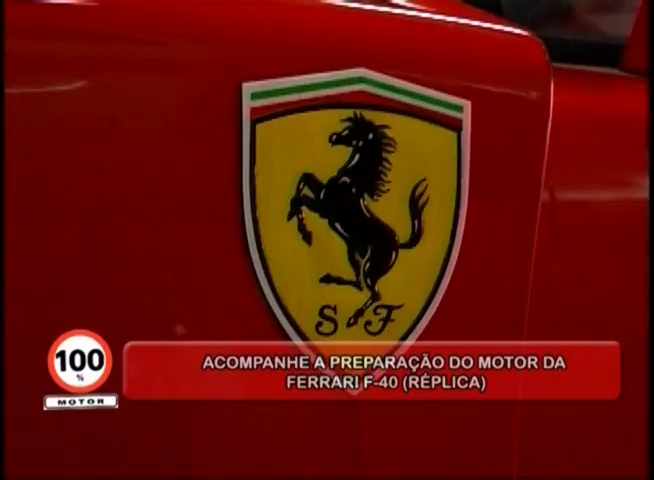 S F
100
%
MOTOR
ACOMPANHE A PREPARAÇÃO DO MOTOR DA
FERRARI F-40 (RÉPLICA)